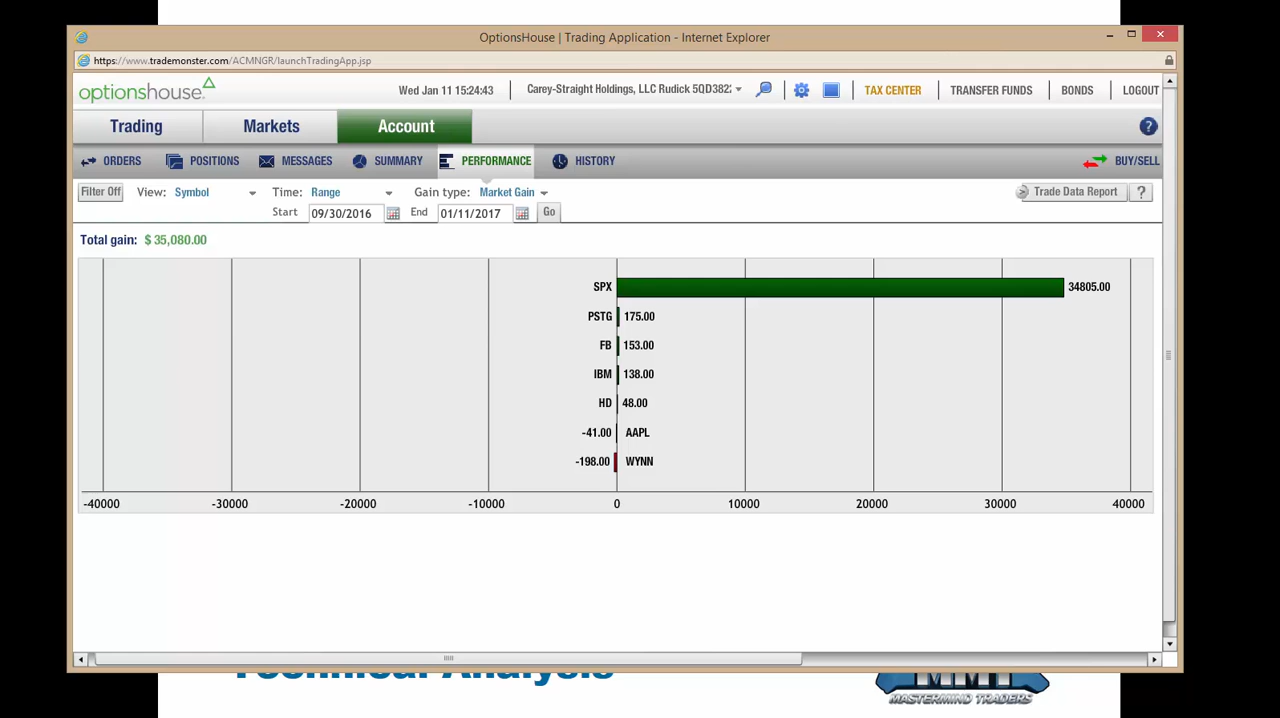 OptionsHouse | Trading Application - Internet Explorer
https://www.trademonster.com/ACMNGR/launchTradingApp.jsp
optionshouse Wed Jan 11 15:24:43 Carey-Straight Holdings, LLC Rudick 5QD382 TAX CENTER TRANSFER FUNDS BONDS LOGOUT
Trading Markets Account ?
ORDERS POSITIONS MESSAGES SUMMARY PERFORMANCE HISTORY BUY/SELL
Filter Off View: Symbol Time: Range Gain type: Market Gain Trade Data Report ?
Start 09/30/2016 End 01/11/2017 Go
Total gain: $ 35,080.00
SPX 34805.00
PSTG 175.00
FB 153.00
IBM 138.00
HD 48.00
-41.00 AAPL
-198.00 WYNN
-40000 -30000 -20000 -10000 0 10000 20000 30000 40000
Technical Analysis
MMT
MASTERMIND TRADERS